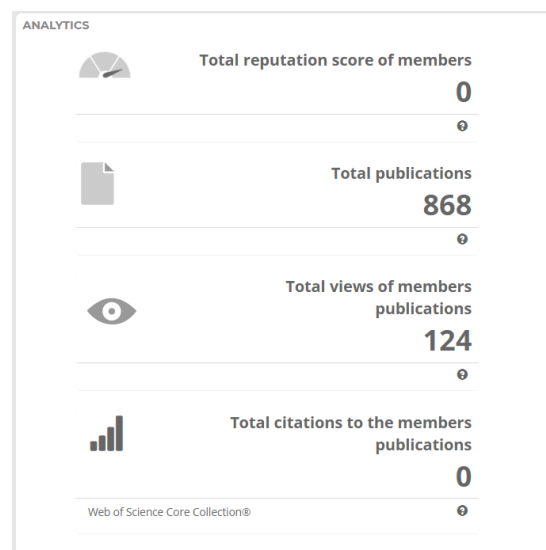 ANALYTICS
Total reputation score of members
0
Total publications
868
Total views of members
publications
124
Total citations to the members
publications
0
Web of Science Core Collection®